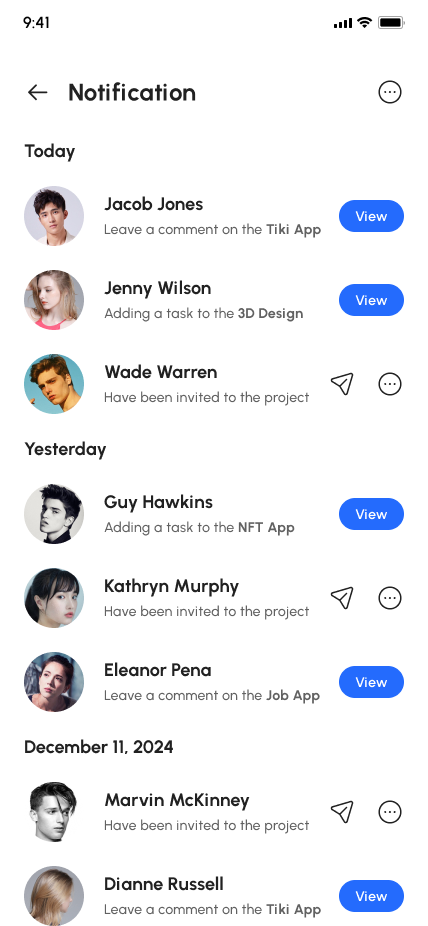 9:41
Notification
Today
Jacob Jones
Leave a comment on the Tiki App
View
Jenny Wilson
Adding a task to the 3D Design
View
Wade Warren
Have been invited to the project
Yesterday
Guy Hawkins
Adding a task to the NFT App
View
Kathryn Murphy
Have been invited to the project
Eleanor Pena
Leave a comment on the Job App
View
December 11, 2024
Marvin McKinney
Have been invited to the project
Dianne Russell
Leave a comment on the Tiki App
View